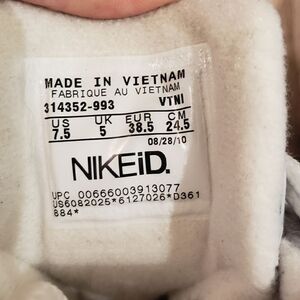 MADE IN VIETNAM
FABRIQUE AU VIETNAM
314352-993 VTNI
US UK EUR CM
7.5 5 38.5 24.5
08/28/10
NIKEiD.
UPC 00666003913077
US6082025*6127026*D361
884*